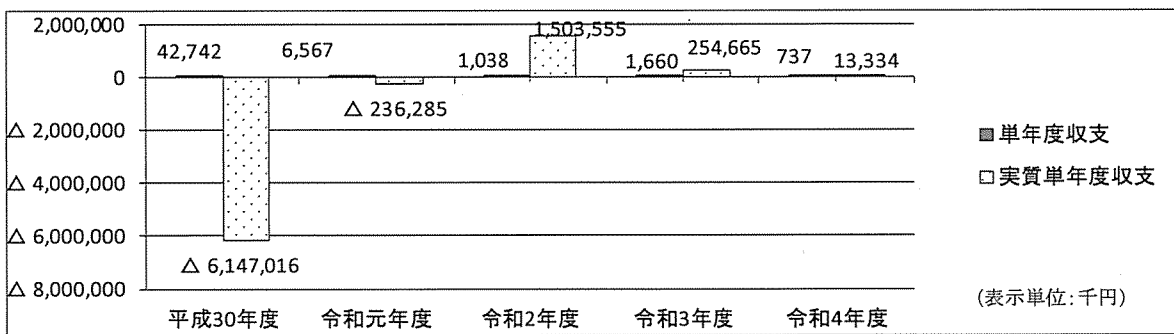 2,000,000
0
△ 2,000,000
△ 4,000,000
△ 6,000,000
△ 8,000,000
42,742
△ 6,147,016
6,567
△ 236,285
1,038
1,503,555
1,660
254,665
737
13,334
平成30年度
令和元年度
令和2年度
令和3年度
令和4年度
単年度収支
実質単年度収支
(表示単位:千円)